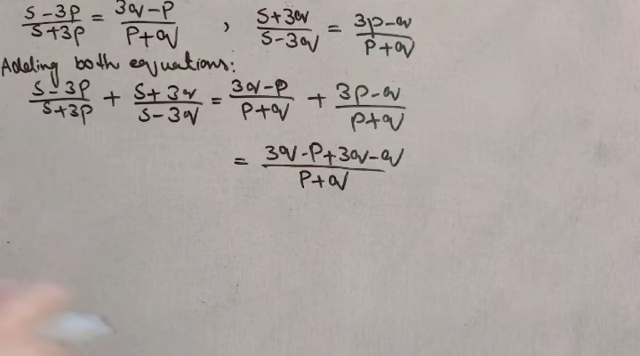 (s-3p)/(s+3p) = (3q-p)/(p+q) , (s+3q)/(s-3q) = (3p-q)/(p+q)
Adding both equations:
(s-3p)/(s+3p) + (s+3q)/(s-3q) = (3q-p)/(p+q) + (3p-q)/(p+q)
= (3q-p+3q-q)/(p+q)